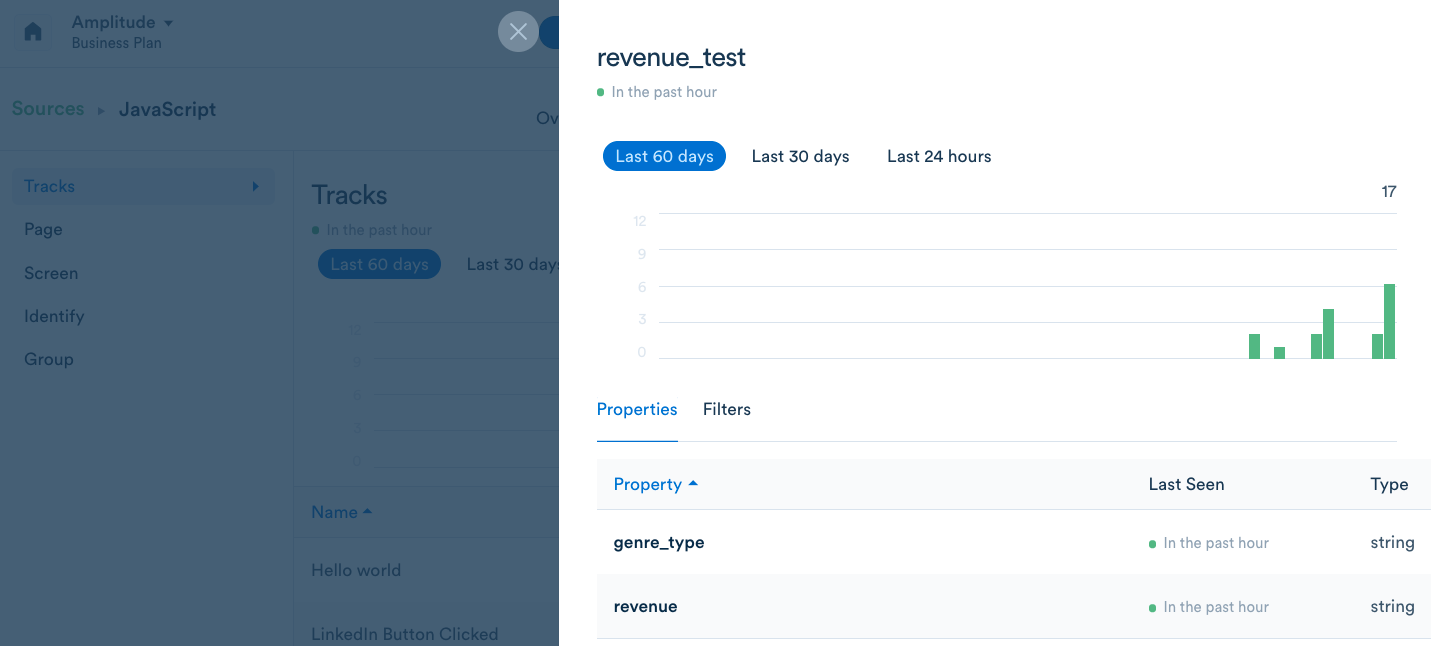 Amplitude
Business Plan
Sources ▸ JavaScript
Ov
Tracks
Page
Screen
Identify
Group
Tracks
In the past hour
Last 60 days Last 30 days
12
9
6
3
0
Name
Hello world
LinkedIn Button Clicked
revenue_test
In the past hour
Last 60 days Last 30 days Last 24 hours
17
12
9
6
3
0
Properties Filters
Property Last Seen Type
genre_type In the past hour string
revenue In the past hour string